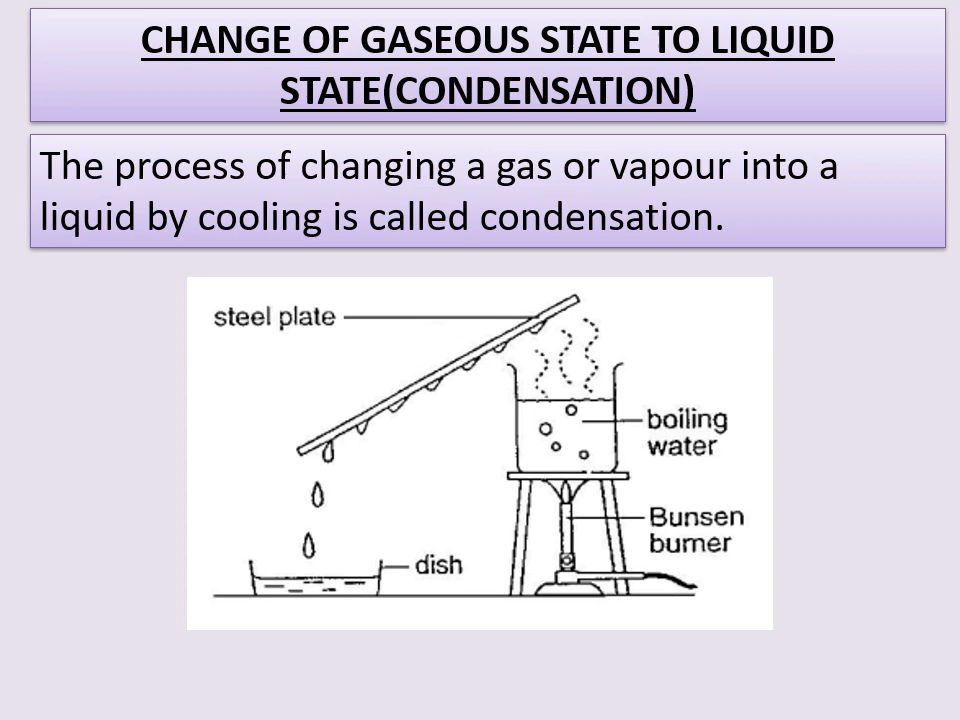 CHANGE OF GASEOUS STATE TO LIQUID
STATE(CONDENSATION)
The process of changing a gas or vapour into a
liquid by cooling is called condensation.
steel plate
boiling
water
Bunsen
burner
dish